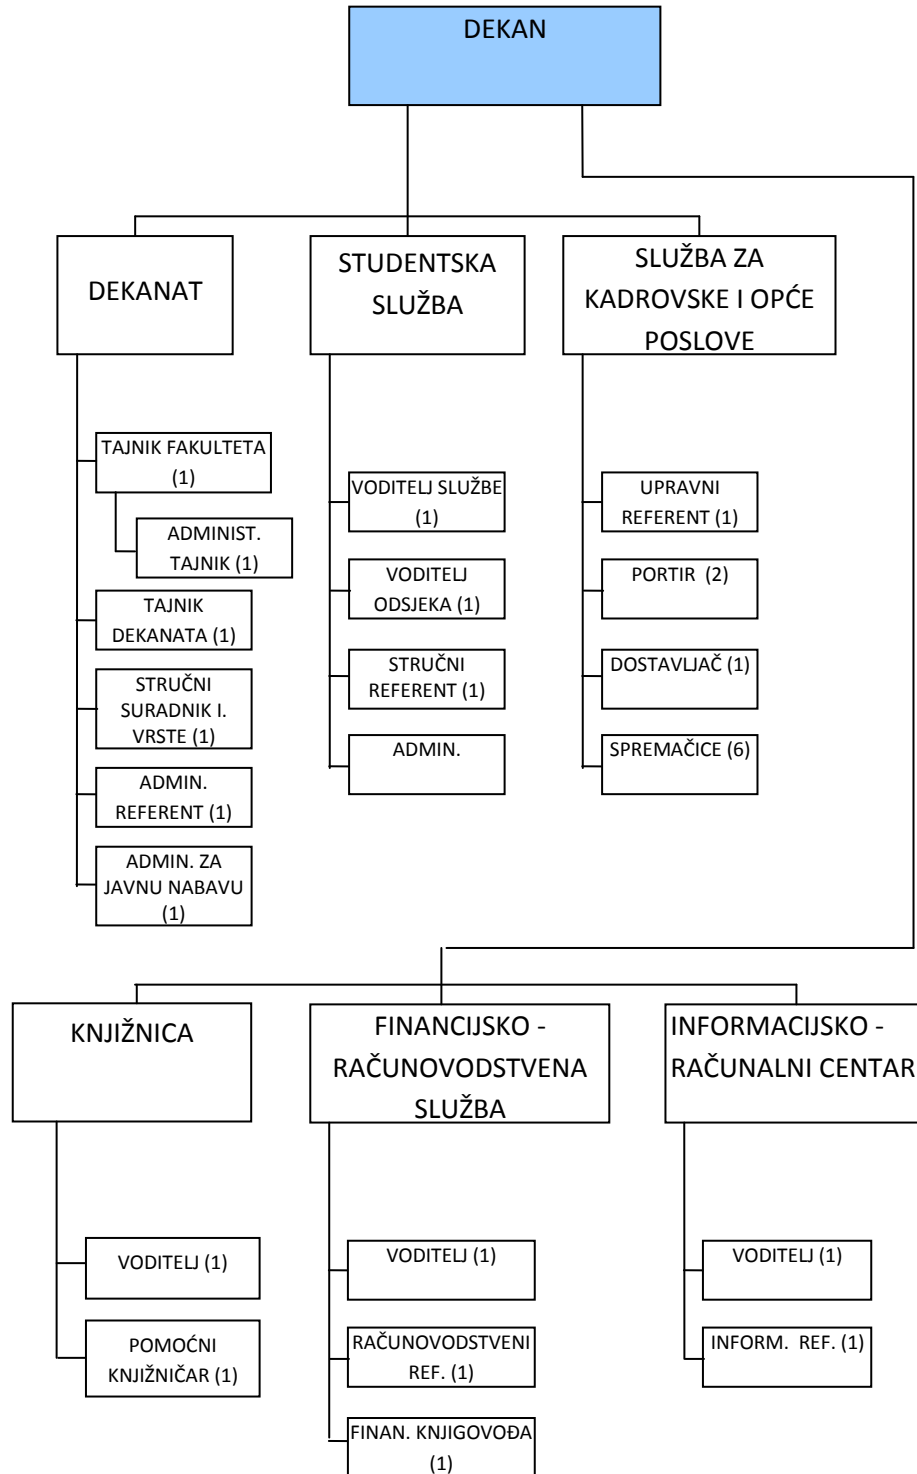 DEKAN
DEKANAT
STUDENTSKA
SLUŽBA
SLUŽBA ZA
KADROVSKE I OPĆE
POSLOVE
TAJNIK FAKULTETA
(1)
ADMINIST.
TAJNIK (1)
TAJNIK
DEKANATA (1)
STRUČNI
SURADNIK I.
VRSTE (1)
ADMIN.
REFERENT (1)
ADMIN. ZA
JAVNU NABAVU
(1)
VODITELJ SLUŽBE
(1)
VODITELJ
ODSJEKA (1)
STRUČNI
REFERENT (1)
ADMIN.
UPRAVNI
REFERENT (1)
PORTIR  (2)
DOSTAVLJAČ (1)
SPREMAČICE (6)
KNJIŽNICA
FINANCIJSKO -
RAČUNOVODSTVENA
SLUŽBA
INFORMACIJSKO -
RAČUNALNI CENTAR
VODITELJ (1)
POMOĆNI
KNJIŽNIČAR (1)
VODITELJ (1)
RAČUNOVODSTVENI
REF. (1)
FINAN. KNJIGOVOĐA
(1)
VODITELJ (1)
INFORM.  REF. (1)